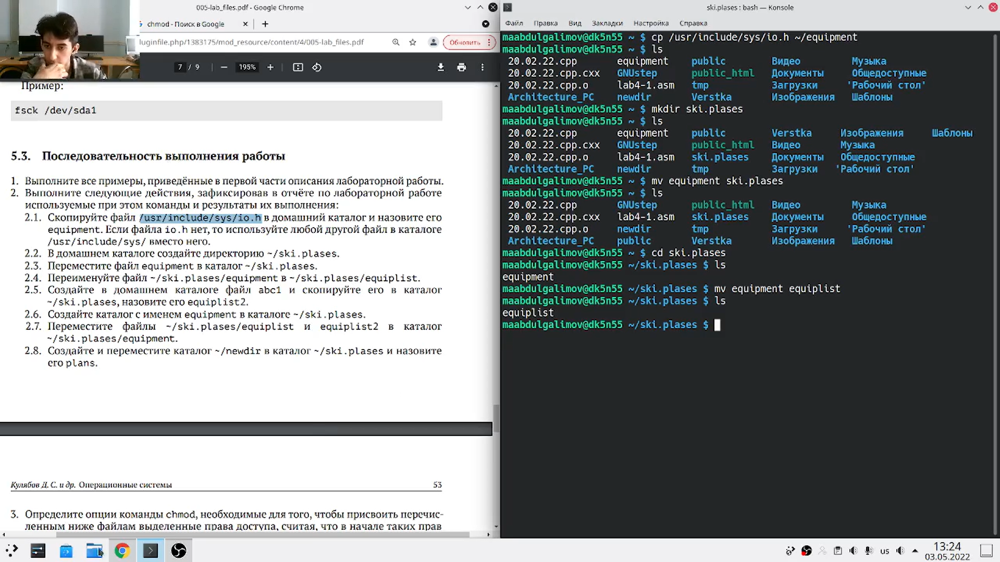 005-lab_files.pdf - Google Chrome
chmod - Поиск в Google
luginfile.php/1383175/mod_resource/content/4/005-lab_files.pdf
Обновить
7 / 9
195%
Пример:
fsck /dev/sda1
5.3. Последовательность выполнения работы
1. Выполните все примеры, приведённые в первой части описания лабораторной работы.
2. Выполните следующие действия, зафиксировав в отчёте по лабораторной работе
используемые при этом команды и результаты их выполнения:
2.1. Скопируйте файл /usr/include/sys/io.h в домашний каталог и назовите его
equipment. Если файла io.h нет, то используйте любой другой файл в каталоге
/usr/include/sys/ вместо него.
2.2. В домашнем каталоге создайте директорию ~/ski.plases.
2.3. Переместите файл equipment в каталог ~/ski.plases.
2.4. Переименуйте файл ~/ski.plases/equipment в ~/ski.plases/equiplist.
2.5. Создайте в домашнем каталоге файл abc1 и скопируйте его в каталог
~/ski.plases, назовите его equiplist2.
2.6. Создайте каталог с именем equipment в каталоге ~/ski.plases.
2.7. Переместите файлы ~/ski.plases/equiplist и equiplist2 в каталог
~/ski.plases/equipment.
2.8. Создайте и переместите каталог ~/newdir в каталог ~/ski.plases и назовите
его plans.
Кулябов Д. С. и др. Операционные системы 53
3. Определите опции команды chmod, необходимые для того, чтобы присвоить перечис-
ленным ниже файлам выделенные права доступа, считая, что в начале таких прав
ski.plases : bash — Konsole
Файл Правка Вид Закладки Настройка Справка
maabdulgalimov@dk5n55 ~ $ cp /usr/include/sys/io.h ~/equipment
maabdulgalimov@dk5n55 ~ $ ls
20.02.22.cpp equipment public Видео Музыка
20.02.22.cpp.cxx GNUstep public_html Документы Общедоступные
20.02.22.cpp.o lab4-1.asm tmp Загрузки 'Рабочий стол'
Architecture_PC newdir Verstka Изображения Шаблоны
maabdulgalimov@dk5n55 ~ $ mkdir ski.plases
maabdulgalimov@dk5n55 ~ $ ls
20.02.22.cpp equipment public Verstka Изображения Шаблоны
20.02.22.cpp.cxx GNUstep public_html Видео Музыка
20.02.22.cpp.o lab4-1.asm ski.plases Документы Общедоступные
Architecture_PC newdir tmp Загрузки 'Рабочий стол'
maabdulgalimov@dk5n55 ~ $ mv equipment ski.plases
maabdulgalimov@dk5n55 ~ $ ls
20.02.22.cpp GNUstep public_html Видео Музыка
20.02.22.cpp.cxx lab4-1.asm ski.plases Документы Общедоступные
20.02.22.cpp.o newdir tmp Загрузки 'Рабочий стол'
Architecture_PC public Verstka Изображения Шаблоны
maabdulgalimov@dk5n55 ~ $ cd ski.plases
maabdulgalimov@dk5n55 ~/ski.plases $ ls
equipment
maabdulgalimov@dk5n55 ~/ski.plases $ mv equipment equiplist
maabdulgalimov@dk5n55 ~/ski.plases $ ls
equiplist
maabdulgalimov@dk5n55 ~/ski.plases $
us
13:24
03.05.2022